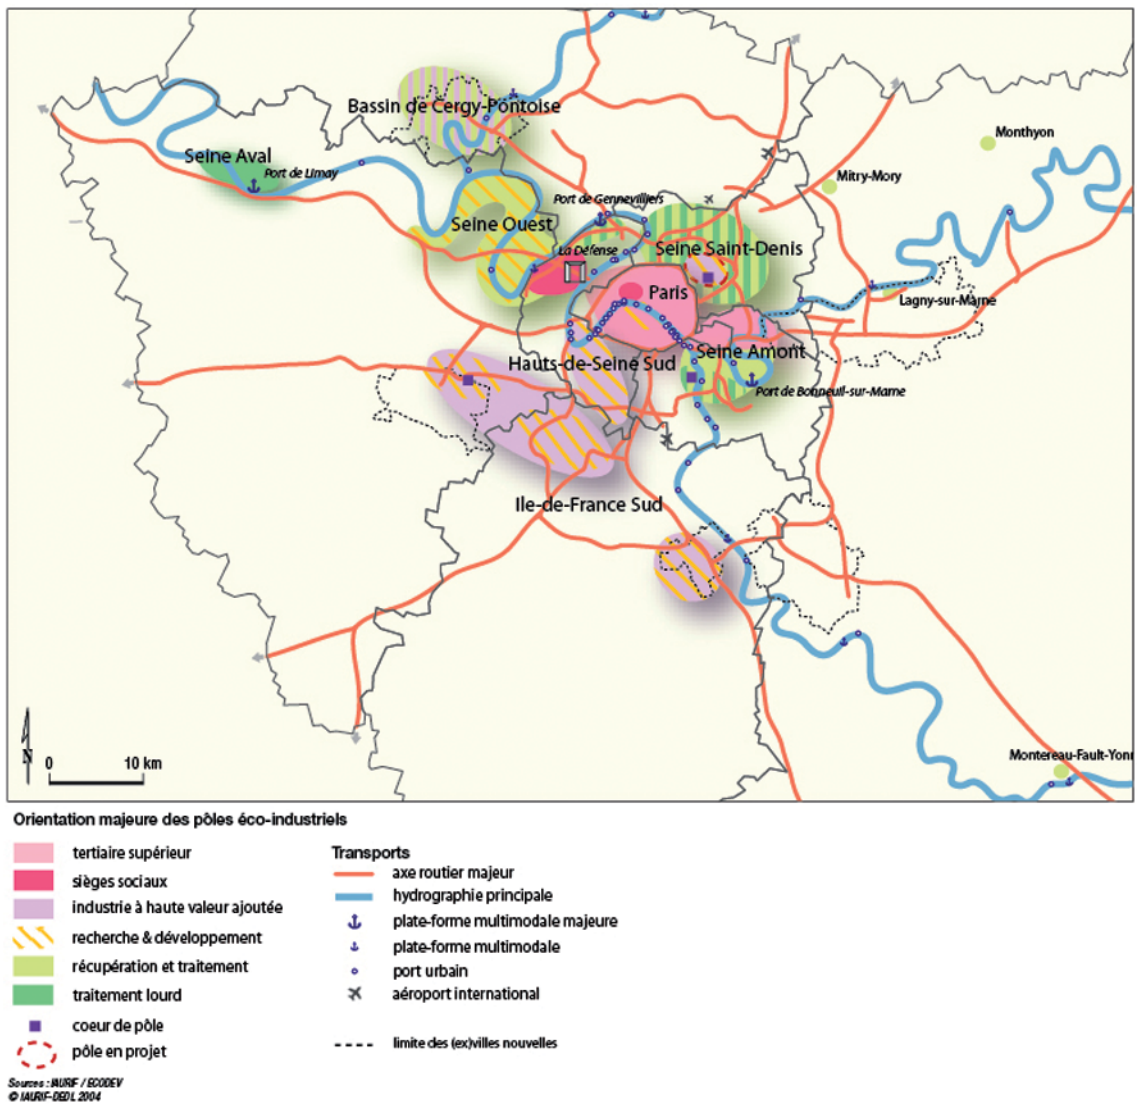 Bassin de Cergy-Pontoise
Monthyon
Seine Aval
Port de Limay
Mitry-Mory
Port de Gennevilliers
Seine Ouest
La Défense
Seine Saint-Denis
Paris
Lagny-sur-Marne
Hauts-de-Seine Sud
Seine Amont
Port de Bonneuil-sur-Marne
Ile-de-France Sud
Montereau-Fault-Yonn
N
0 10 km
Orientation majeure des pôles éco-industriels
tertiaire supérieur
sièges sociaux
industrie à haute valeur ajoutée
recherche & développement
récupération et traitement
traitement lourd
coeur de pôle
pôle en projet
Transports
axe routier majeur
hydrographie principale
plate-forme multimodale majeure
plate-forme multimodale
port urbain
aéroport international
limite des (ex)villes nouvelles
Sources : IAURIF / ECODEV
© IAURIF-DEDL 2004